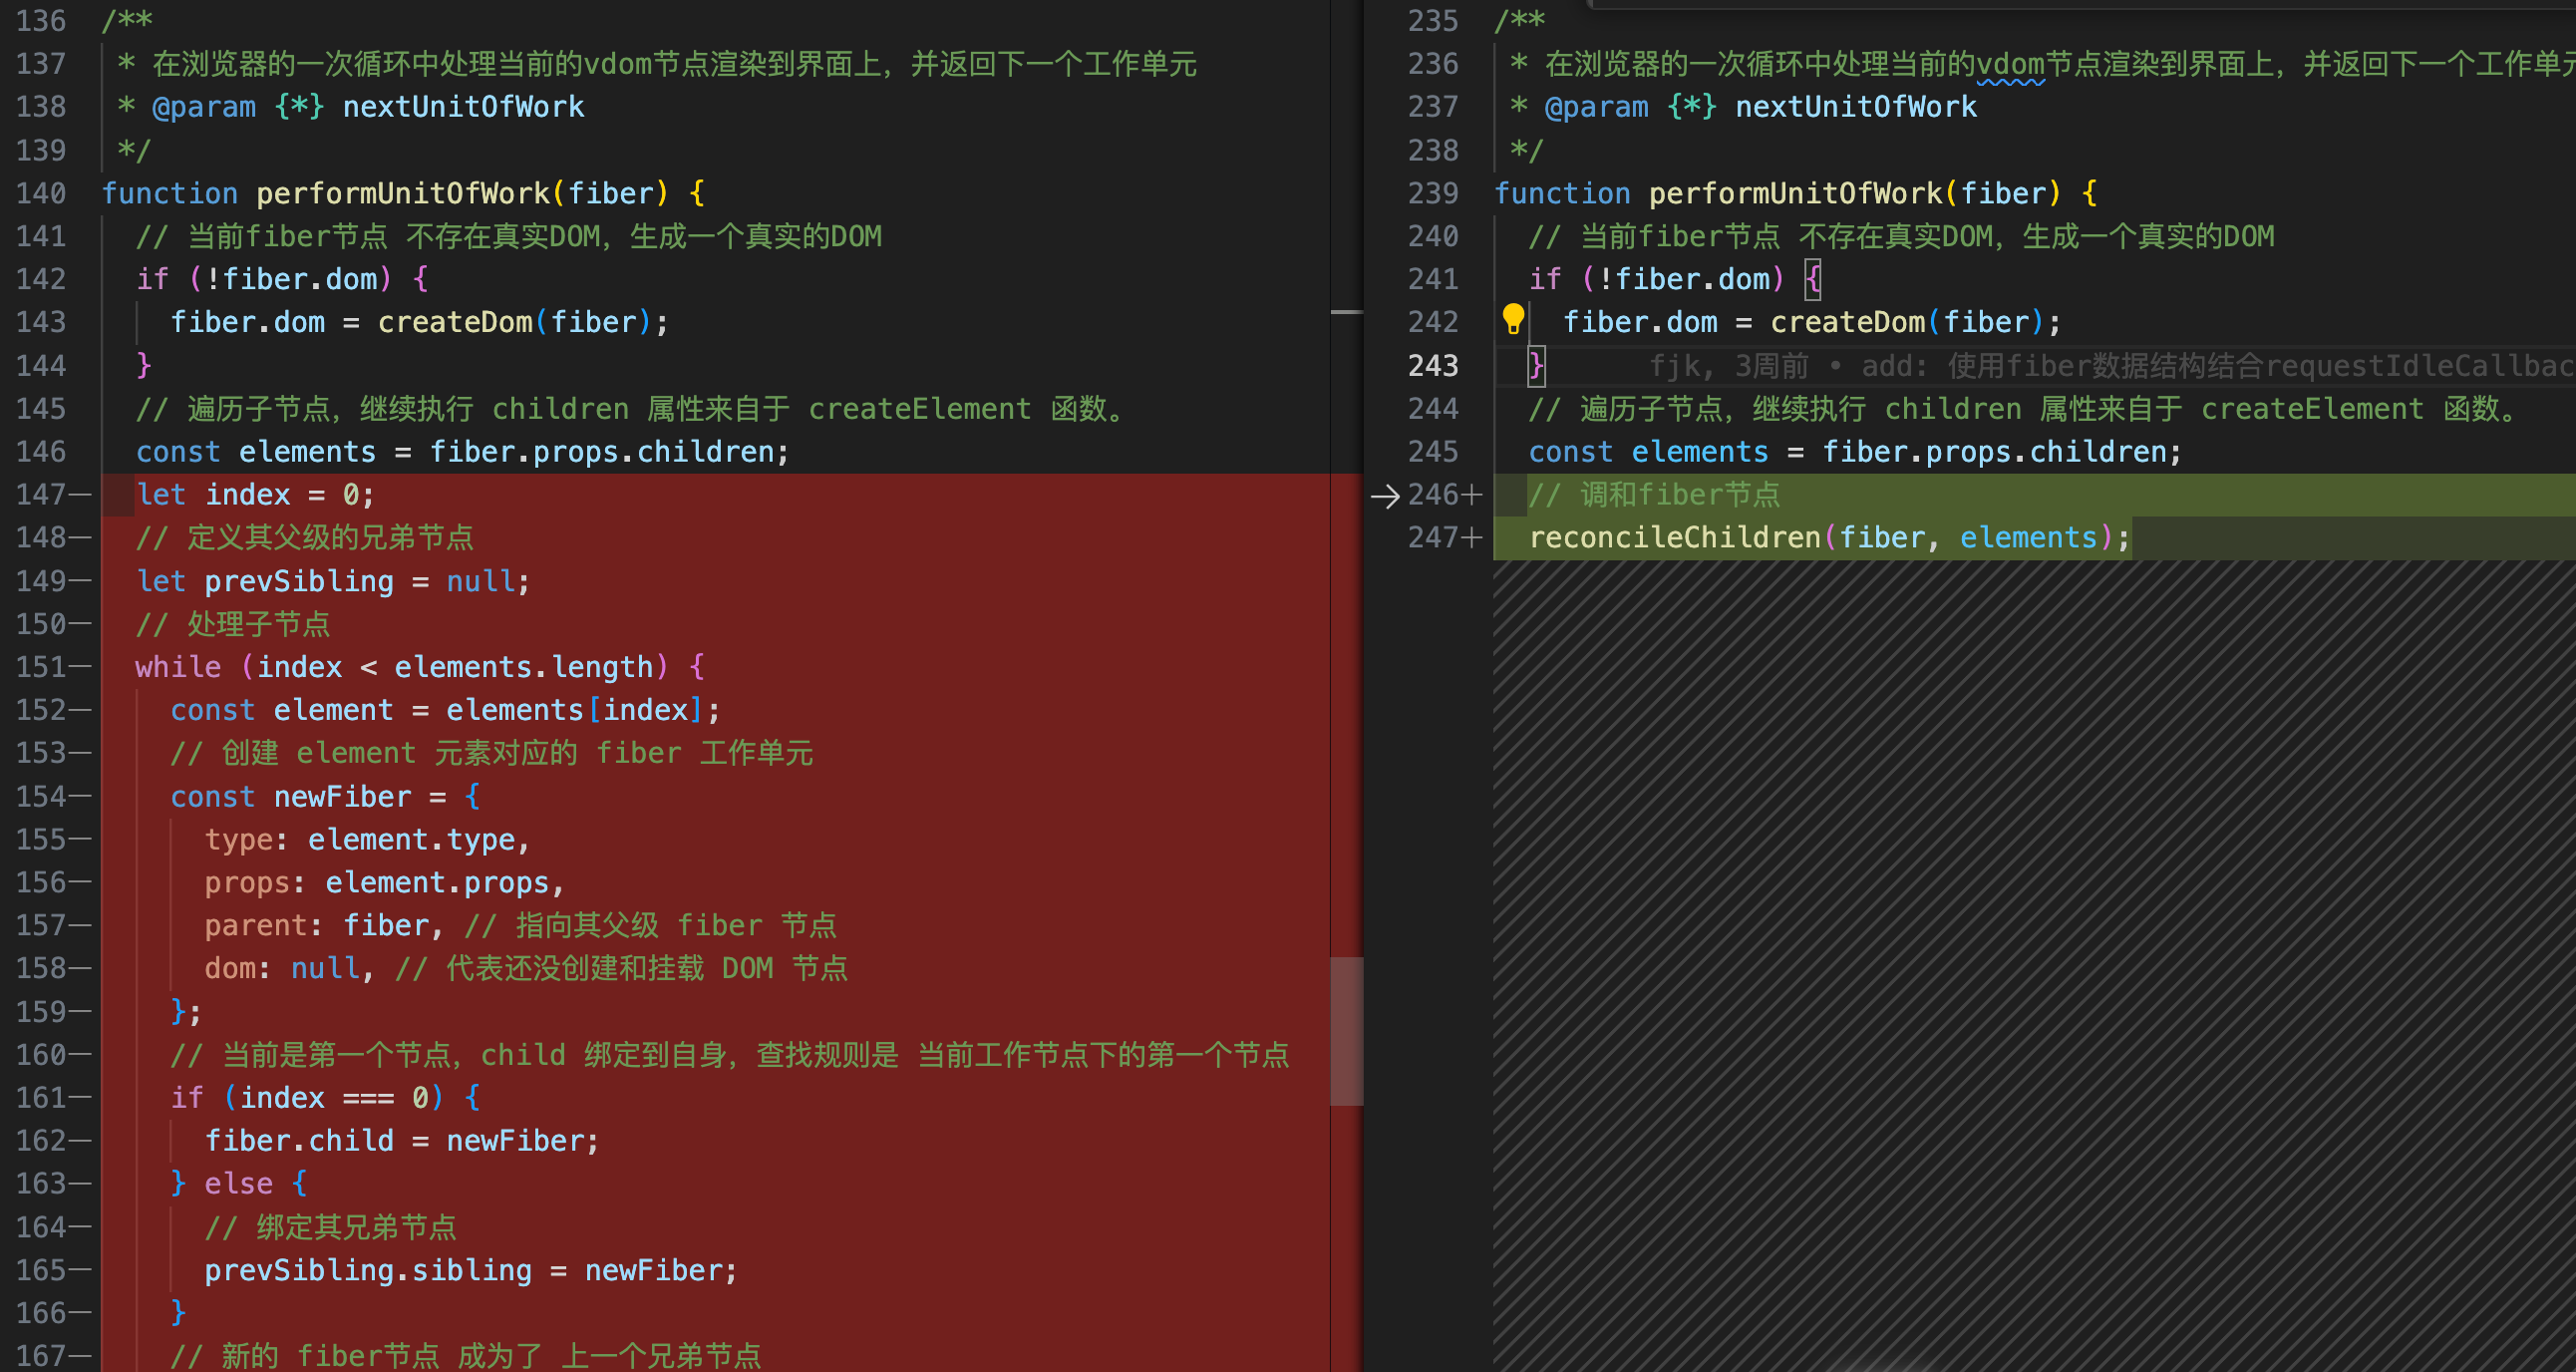 136 /**
137  * 在浏览器的一次循环中处理当前的vdom节点渲染到界面上，并返回下一个工作单元
138  * @param {*} nextUnitOfWork
139  */
140 function performUnitOfWork(fiber) {
141   // 当前fiber节点 不存在真实DOM，生成一个真实的DOM
142   if (!fiber.dom) {
143     fiber.dom = createDom(fiber);
144   }
145   // 遍历子节点，继续执行 children 属性来自于 createElement 函数。
146   const elements = fiber.props.children;
147—   let index = 0;
148—   // 定义其父级的兄弟节点
149—   let prevSibling = null;
150—   // 处理子节点
151—   while (index < elements.length) {
152—     const element = elements[index];
153—     // 创建 element 元素对应的 fiber 工作单元
154—     const newFiber = {
155—       type: element.type,
156—       props: element.props,
157—       parent: fiber, // 指向其父级 fiber 节点
158—       dom: null, // 代表还没创建和挂载 DOM 节点
159—     };
160—     // 当前是第一个节点，child 绑定到自身，查找规则是 当前工作节点下的第一个节点
161—     if (index === 0) {
162—       fiber.child = newFiber;
163—     } else {
164—       // 绑定其兄弟节点
165—       prevSibling.sibling = newFiber;
166—     }
167—     // 新的 fiber节点 成为了 上一个兄弟节点
235 /**
236  * 在浏览器的一次循环中处理当前的vdom节点渲染到界面上，并返回下一个工作单元
237  * @param {*} nextUnitOfWork
238  */
239 function performUnitOfWork(fiber) {
240   // 当前fiber节点 不存在真实DOM，生成一个真实的DOM
241   if (!fiber.dom) {
242     fiber.dom = createDom(fiber);
243   }      fjk, 3周前 • add: 使用fiber数据结构结合requestIdleCallbac
244   // 遍历子节点，继续执行 children 属性来自于 createElement 函数。
245   const elements = fiber.props.children;
246+   // 调和fiber节点
247+   reconcileChildren(fiber, elements);